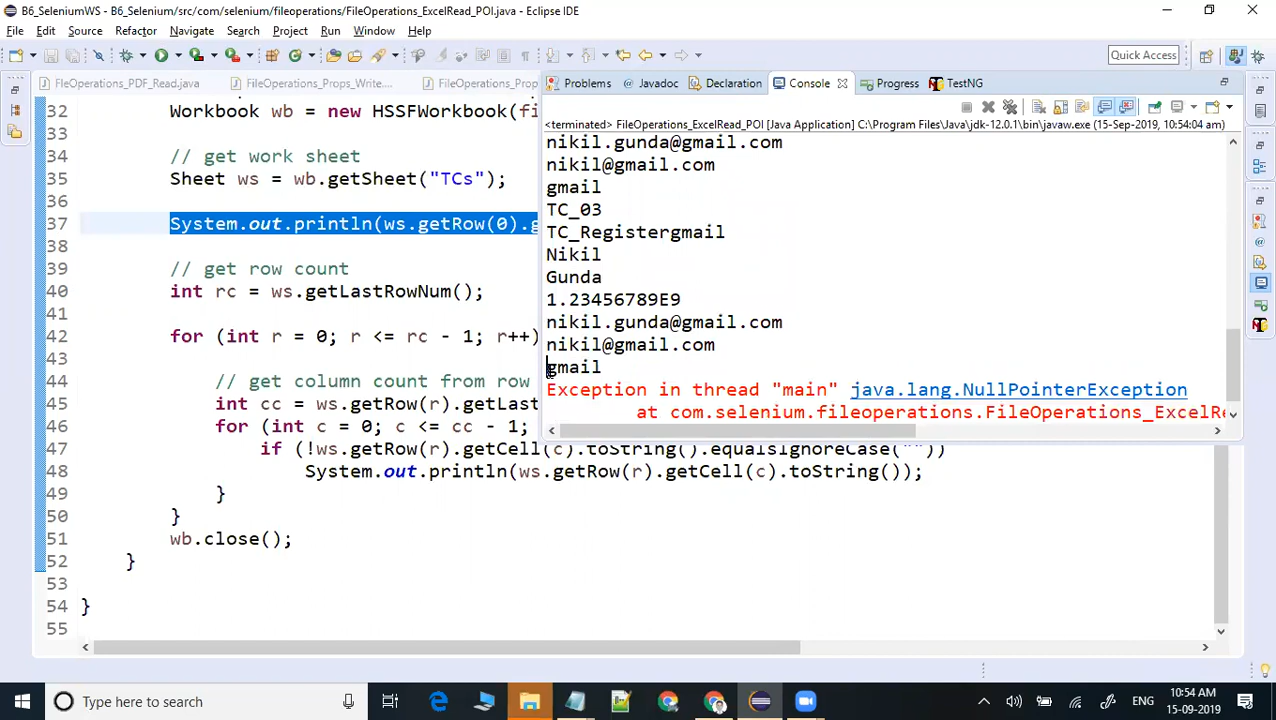 B6_SeleniumWS - B6_Selenium/src/com/selenium/fileoperations/FileOperations_ExcelRead_POI.java - Eclipse IDE
File Edit Source Refactor Navigate Search Project Run Window Help
Quick Access
FleOperations_PDF_Read.java FileOperations_Props_Write.... FileOperations_Prop
Problems @ Javadoc Declaration Console Progress TestNG
<terminated> FileOperations_ExcelRead_POI [Java Application] C:\Program Files\Java\jdk-12.0.1\bin\javaw.exe (15-Sep-2019, 10:54:04 am)
nikil.gunda@gmail.com
nikil@gmail.com
gmail
TC_03
TC_Registergmail
Nikil
Gunda
1.23456789E9
nikil.gunda@gmail.com
nikil@gmail.com
gmail
Exception in thread "main" java.lang.NullPointerException
at com.selenium.fileoperations.FileOperations_ExcelRe
32 Workbook wb = new HSSFWorkbook(fi
33
34 // get work sheet
35 Sheet ws = wb.getSheet("TCs");
36
37 System.out.println(ws.getRow(0).g
38
39 // get row count
40 int rc = ws.getLastRowNum();
41
42 for (int r = 0; r <= rc - 1; r++)
43
44 // get column count from row
45 int cc = ws.getRow(r).getLast
46 for (int c = 0; c <= cc - 1;
47 if (!ws.getRow(r).getCell(c).toString().equalsIgnoreCase(""))
48 System.out.println(ws.getRow(r).getCell(c).toString());
49 }
50 }
51 wb.close();
52 }
53
54 }
55
Type here to search
ENG
10:54 AM
15-09-2019